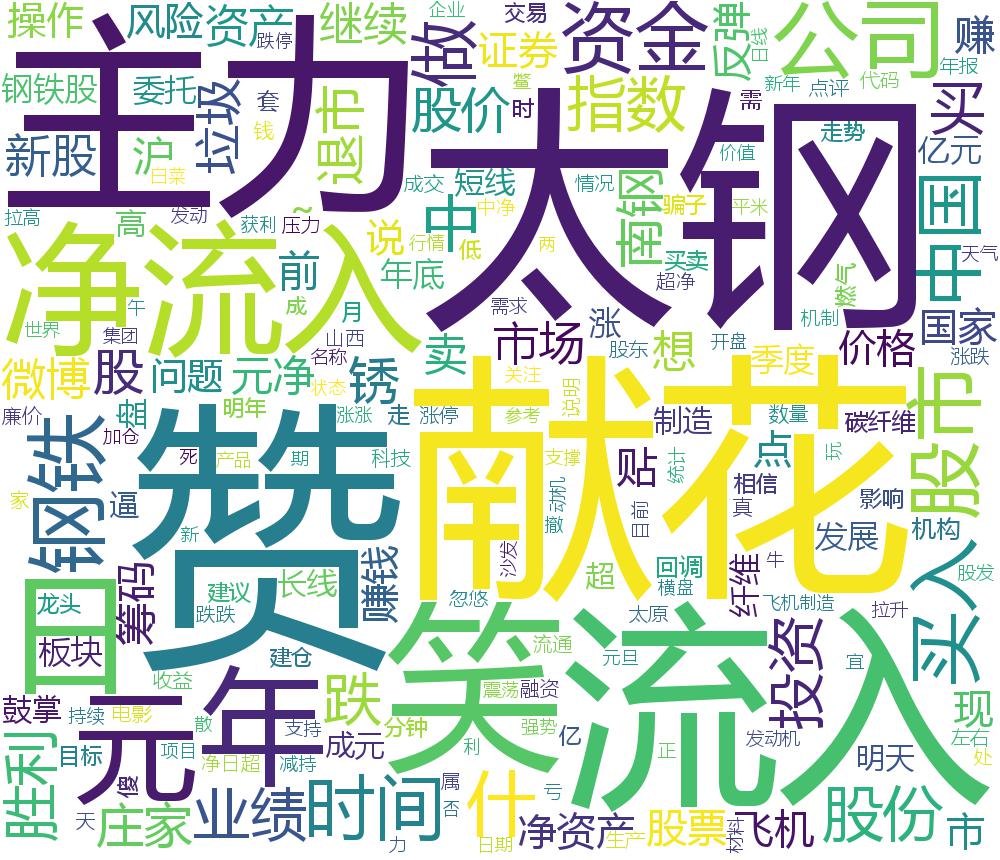 操作
风险
资产
继续
做
企业
交易
资金
反弹
日线
公司
赚
跌停
证券
年报
钢铁股
委托
垃圾
套
钱
退市
股价
时
指数
需
新年
点评
代码
买
主力
太钢
新股
沪
白菜
走势
亿元
价值
成交
短线
情况
南钢
骗子
平米
中国
拉高
高
发动
获利
~
压力
说
行情
中
中净
低
两
买卖
超净
燃气
天气
净流入
前
年底
午
成
月
需求
机制
国家
世界
集团
山西
名称
市场
涨
股东
开盘
价格
涨跌
微博
股
问题
元净
状态
锈
卖
想
季度
关注
廉价
盘
明年
涨涨
走
涨停
参考
说明
制造
数量
碳纤维
股市
加仓
钢铁
逼
死
产品
期
科技
赞
献花
支撑
贴
统计
点
玩
相信
影响
家
新
撤
发动机
目前
真
发展
机构
沙发
超
回调
横盘
纤维
牛
买入
股发
龙头
筹码
建议
跌跌
长线
赚钱
忽悠
太原
飞机制造
拉升
日
板块
建仓
笑
流入
流通
元旦
投资
宜
鼓掌
收益
元
年
跌
震荡
融资
现
持续
电影
散
支持
分钟
强势
亿
利
正
发动机
左右
胜利
目标
项目
净日超
减持
成元
明天
处
傻
庄家
业绩
时间
属
否
什
亏
净资产
股票
飞机
股份
市
天
力
日期
生产
材料